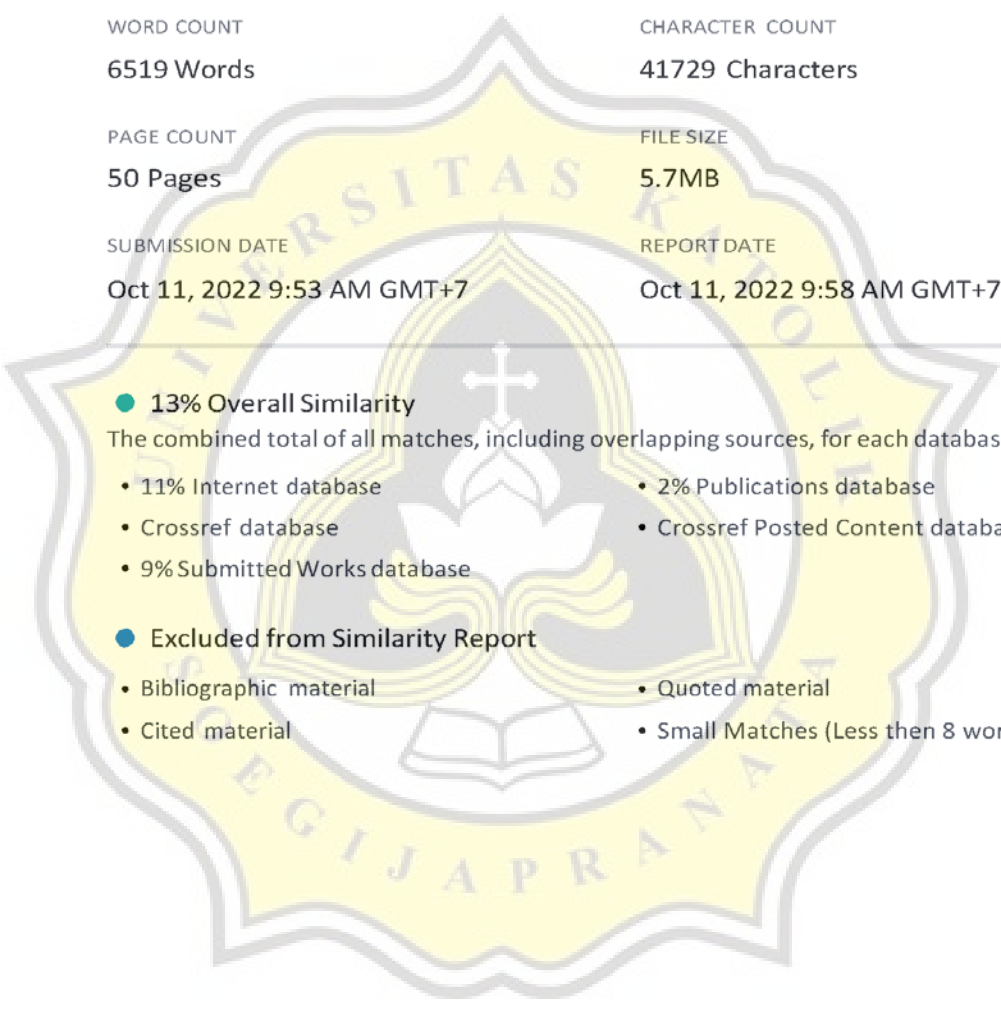 WORD COUNT
6519 Words
CHARACTER COUNT
41729 Characters
PAGE COUNT
50 Pages
FILE SIZE
5.7MB
SUBMISSION DATE
Oct 11, 2022 9:53 AM GMT+7
REPORT DATE
Oct 11, 2022 9:58 AM GMT+7
13% Overall Similarity
The combined total of all matches, including overlapping sources, for each databas
• 11% Internet database
• 2% Publications database
• Crossref database
• Crossref Posted Content databa
• 9% Submitted Works database
Excluded from Similarity Report
• Bibliographic material
• Quoted material
• Cited material
• Small Matches (Less then 8 wor
UNIVERSITAS KATOLIK
SOEGIJAPRANATA